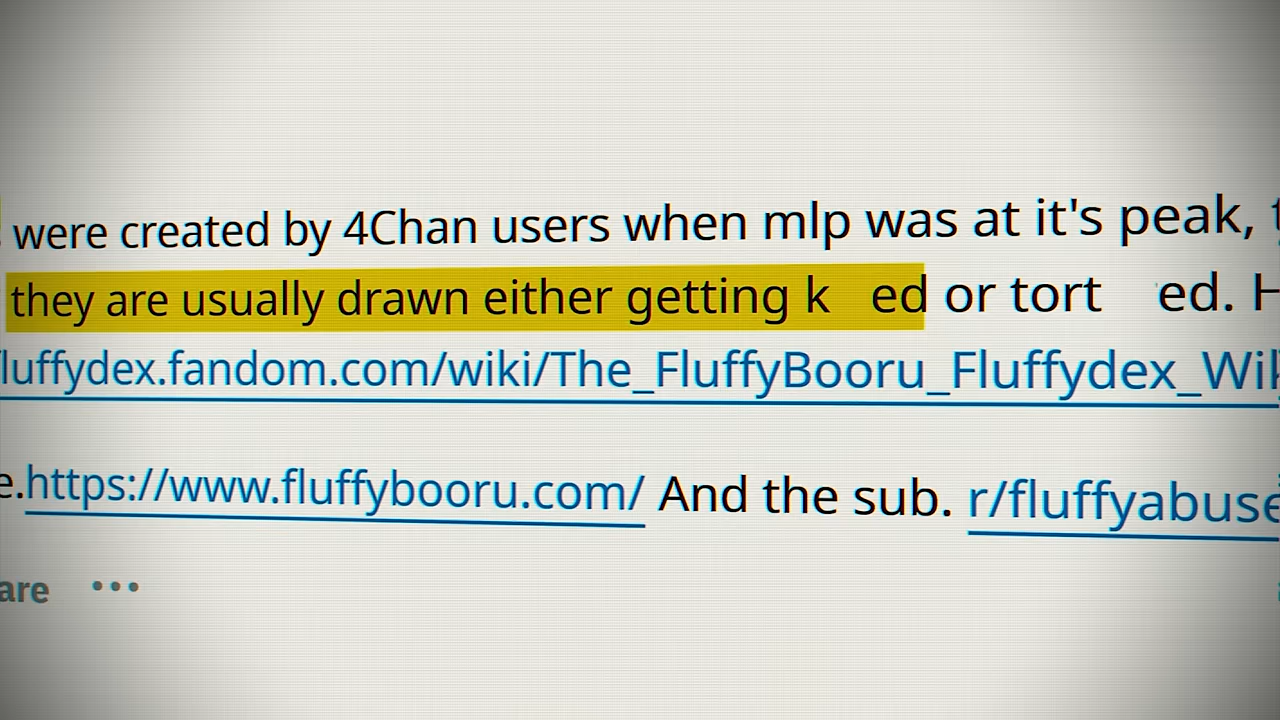 were created by 4Chan users when mlp was at it's peak,
they are usually drawn either getting k ed or tort ed. H
luffydex.fandom.com/wiki/The_FluffyBooru_Fluffydex_Wik
e.https://www.fluffybooru.com/ And the sub. r/fluffyabuse
are •••